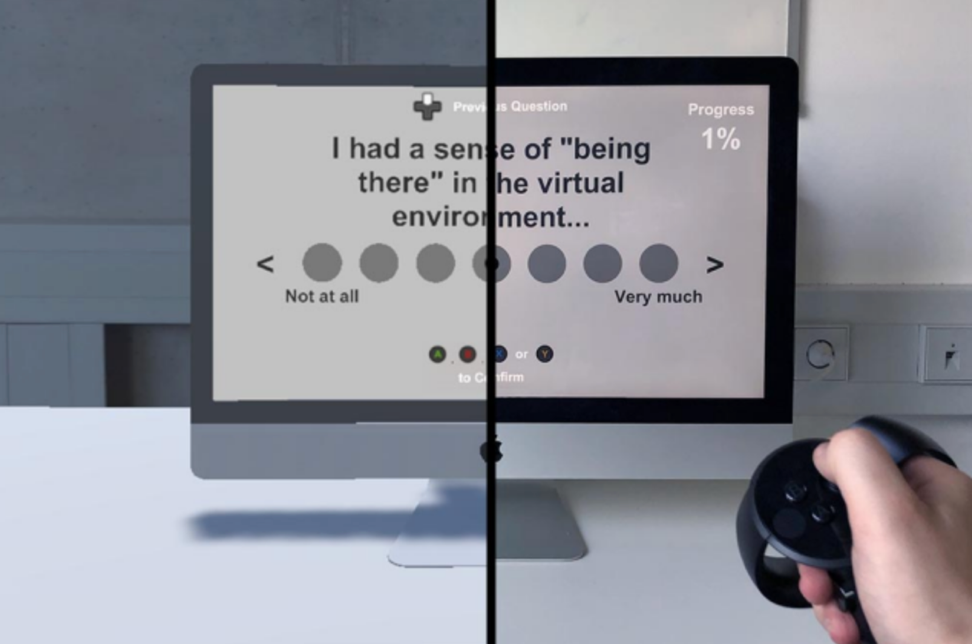 Previous Question
Progress
1%
I had a sense of "being
there" in the virtual
environment...
< >
Not at all Very much
A , B , X or Y
to Confirm